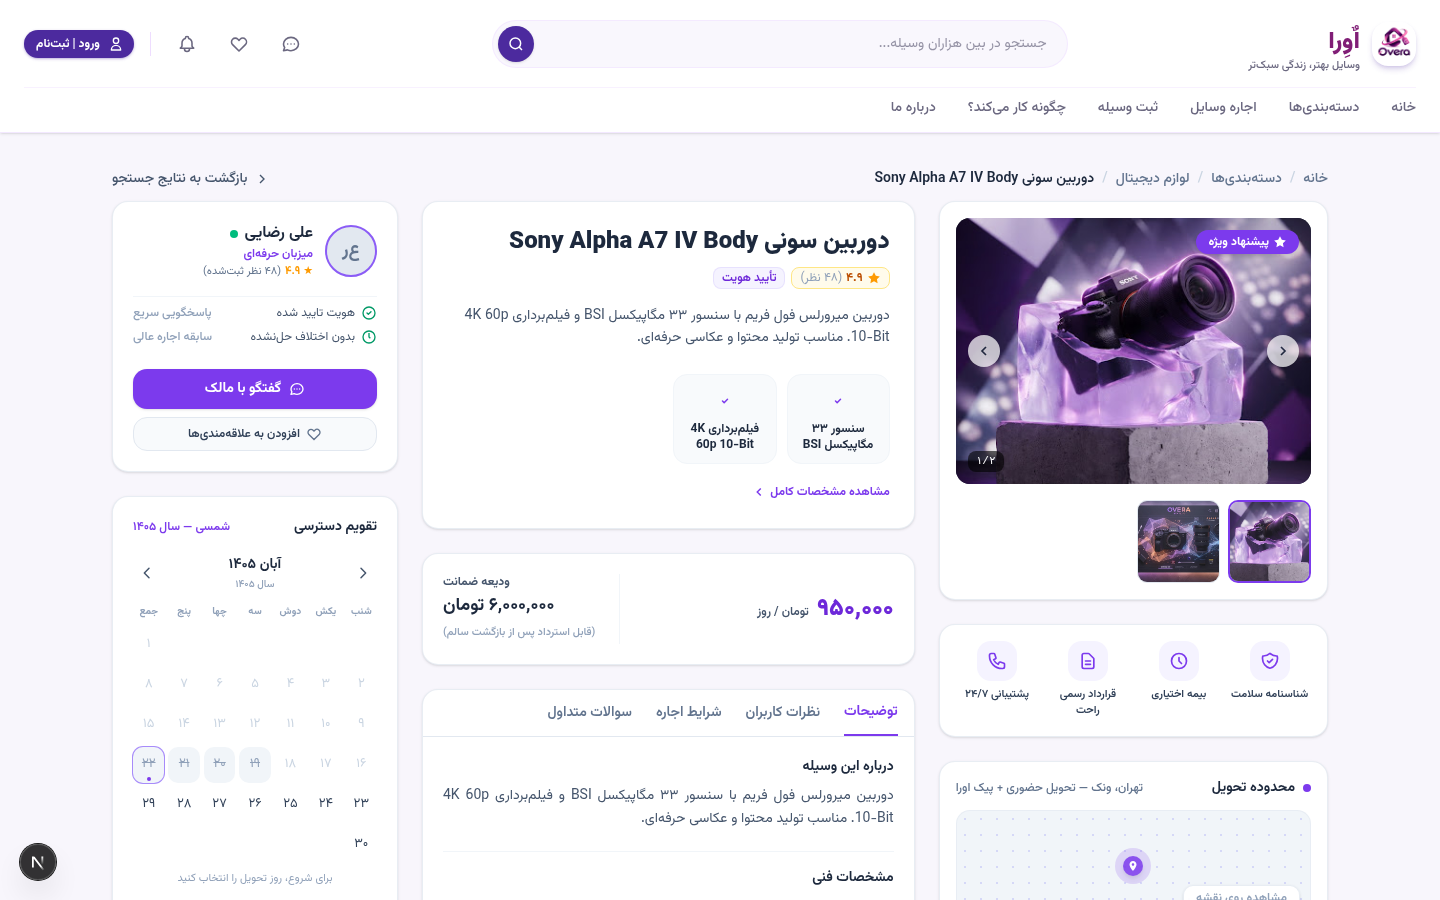 اُوِرا
وسایل بهتر، زندگی سبک‌تر
Overa
جستجو در بین هزاران وسیله...
ورود | ثبت‌نام
خانه
دسته‌بندی‌ها
اجاره وسایل
ثبت وسیله
چگونه کار می‌کند؟
درباره ما
خانه / دسته‌بندی‌ها / لوازم دیجیتال / دوربین سونی Sony Alpha A7 IV Body
بازگشت به نتایج جستجو
پیشنهاد ویژه
SONY
۱/۲
OVERA
شناسنامه سلامت
بیمه اختیاری
قرارداد رسمی
راحت
پشتیبانی ۲۴/۷
محدوده تحویل
تهران، ونک — تحویل حضوری + پیک اورا
مشاهده روی نقشه
دوربین سونی Sony Alpha A7 IV Body
۴.۹ (۴۸ نظر)
تأیید هویت
دوربین میرورلس فول فریم با سنسور ۳۳ مگاپیکسل BSI و فیلم‌برداری 4K 60p
10-Bit. مناسب تولید محتوا و عکاسی حرفه‌ای.
سنسور ۳۳
مگاپیکسل BSI
فیلم‌برداری 4K
60p 10-Bit
مشاهده مشخصات کامل
۹۵۰,۰۰۰ تومان / روز
ودیعه ضمانت
۶,۰۰۰,۰۰۰ تومان
(قابل استرداد پس از بازگشت سالم)
توضیحات
نظرات کاربران
شرایط اجاره
سوالات متداول
درباره این وسیله
دوربین میرورلس فول فریم با سنسور ۳۳ مگاپیکسل BSI و فیلم‌برداری 4K 60p
10-Bit. مناسب تولید محتوا و عکاسی حرفه‌ای.
مشخصات فنی
ع‌ر
علی رضایی
میزبان حرفه‌ای
★ ۴.۹ (۴۸ نظر ثبت‌شده)
هویت تایید شده
پاسخگویی سریع
بدون اختلاف حل‌نشده
سابقه اجاره عالی
گفتگو با مالک
افزودن به علاقه‌مندی‌ها
تقویم دسترسی
شمسی — سال ۱۴۰۵
آبان ۱۴۰۵
سال ۱۴۰۵
شنبه یکش دوش سه چها پنج جمع
۱
۲ ۳ ۴ ۵ ۶ ۷ ۸
۹ ۱۰ ۱۱ ۱۲ ۱۳ ۱۴ ۱۵
۱۶ ۱۷ ۱۸ ۱۹ ۲۰ ۲۱ ۲۲
۲۳ ۲۴ ۲۵ ۲۶ ۲۷ ۲۸ ۲۹
۳۰
برای شروع، روز تحویل را انتخاب کنید
N